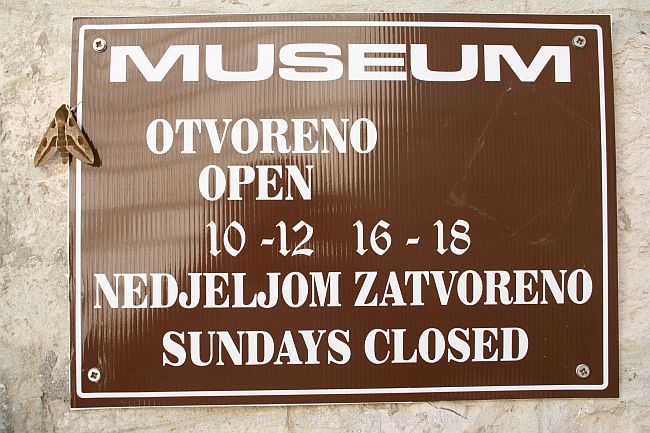 MUSEUM
OTVORENO
OPEN
10 -12 16 - 18
NEDJELJOM ZATVORENO
SUNDAYS CLOSED